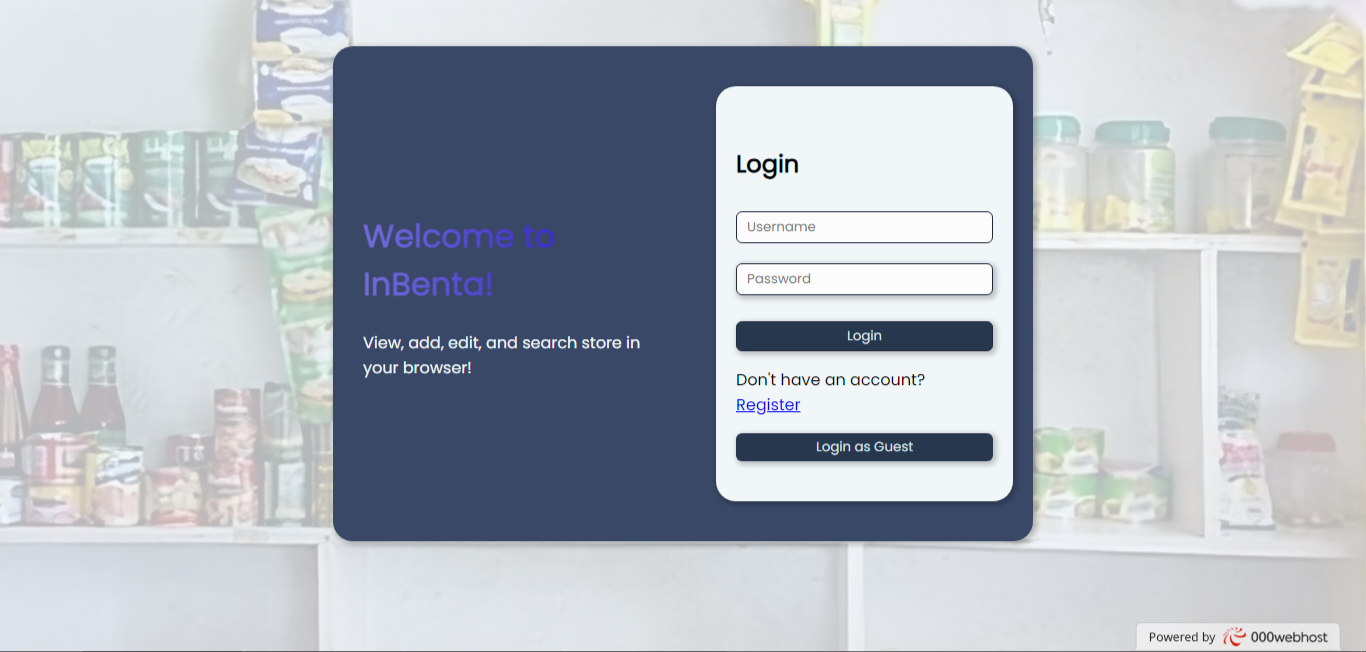 Welcome to
InBenta!
View, add, edit, and search store in
your browser!
Login
Username
Password
Login
Don't have an account?
Register
Login as Guest
Powered by 000webhost